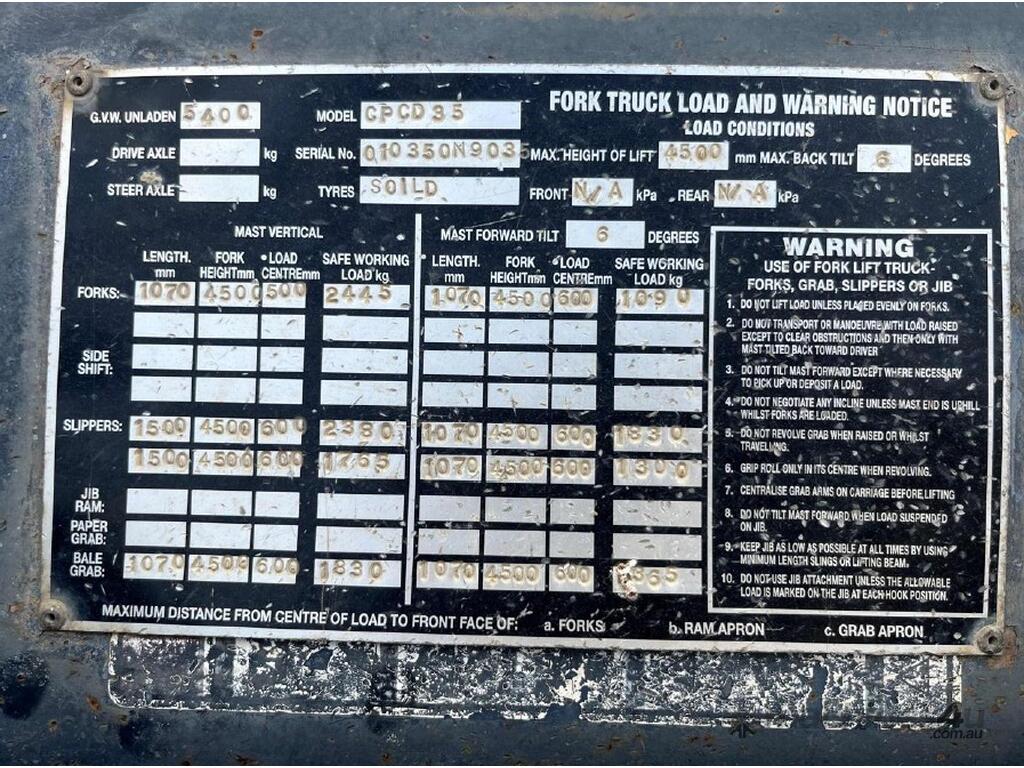 G.V.W. UNLADEN 5400 MODEL CPCD35 FORK TRUCK LOAD AND WARNING NOTICE
LOAD CONDITIONS
DRIVE AXLE kg SERIAL No. 010350N9035 MAX. HEIGHT OF LIFT 4500 mm MAX. BACK TILT 6 DEGREES
STEER AXLE kg TYRES SOILD FRONT N/A kPa REAR N/A kPa
MAST VERTICAL MAST FORWARD TILT 6 DEGREES
LENGTH. mm FORK HEIGHTmm •LOAD CENTREmm SAFE WORKING LOAD kg •LENGTH. mm FORK HEIGHTmm •LOAD CENTREmm SAFE WORKING LOAD kg
FORKS: 1070 4500 500 2445 1070 4500 600 1090
SIDE SHIFT:
SLIPPERS: 1500 4500 600 2380 1070 4500 600 1830
1500 4500 600 1765 1070 4500 600 1300
JIB RAM:
PAPER GRAB:
BALE GRAB: 1070 4500 600 1830 1070 4500 600 1365
WARNING
USE OF FORK LIFT TRUCK-
FORKS, GRAB, SLIPPERS OR JIB
1. DO NOT LIFT LOAD UNLESS PLACED EVENLY ON FORKS.
2. DO NOT TRANSPORT OR MANOEUVRE WITH LOAD RAISED
EXCEPT TO CLEAR OBSTRUCTIONS AND THEN ONLY WITH
MAST TILTED BACK TOWARD DRIVER
3. DO NOT TILT MAST FORWARD EXCEPT WHERE NECESSARY
TO PICK UP OR DEPOSIT A LOAD.
4. DO NOT NEGOTIATE ANY INCLINE UNLESS MAST END IS UPHILL
WHILST FORKS ARE LOADED.
5. DO NOT REVOLVE GRAB WHEN RAISED OR WHILST
TRAVELLING.
6. GRIP ROLL ONLY IN ITS CENTRE WHEN REVOLVING.
7. CENTRALISE GRAB ARMS ON CARRIAGE BEFORE LIFTING
8. DO NOT TILT MAST FORWARD WHEN LOAD SUSPENDED
ON JIB.
9. KEEP JIB AS LOW AS POSSIBLE AT ALL TIMES BY USING
MINIMUM LENGTH SLINGS OR LIFTING BEAM.
10. DO NOT USE JIB ATTACHMENT UNLESS THE ALLOWABLE
LOAD IS MARKED ON THE JIB AT EACH HOOK POSITION.
MAXIMUM DISTANCE FROM CENTRE OF LOAD TO FRONT FACE OF: a. FORKS b. RAM APRON c. GRAB APRON
4u
.com.au